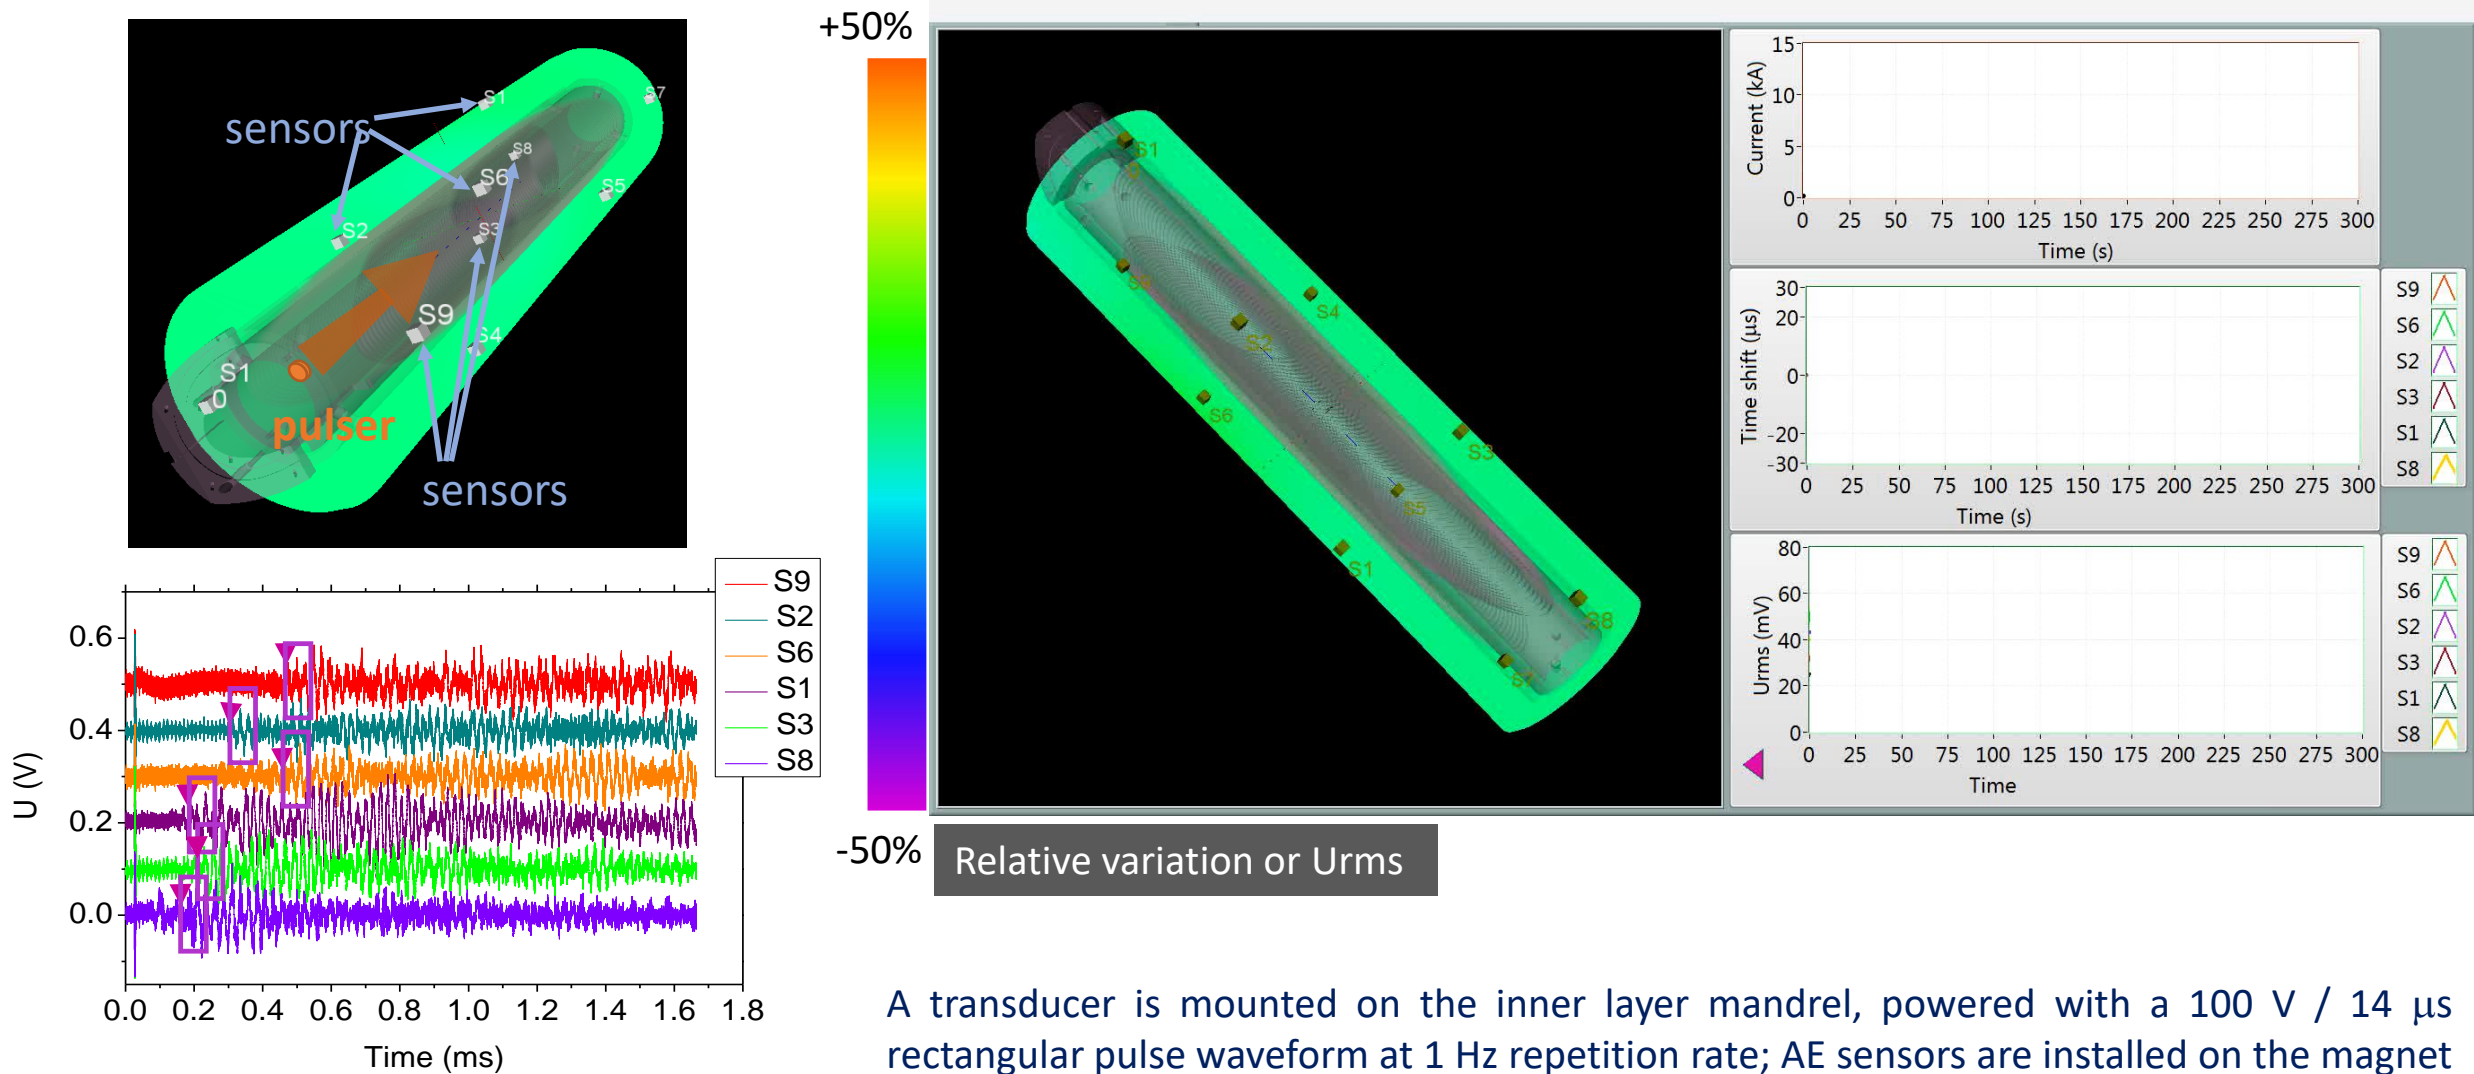 sensors
S1
S7
S8
S6
S5
S2
S3
S9
S4
S1
0
pulser
sensors
+50%
-50%
S1
0
S9
S4
S2
S6
S3
S5
S1
S8
S7
Relative variation or Urms
Current (kA)
15
10
5
0
0 25 50 75 100 125 150 175 200 225 250 275 300
Time (s)
Time shift (µs)
30
20
0
-20
-30
0 25 50 75 100 125 150 175 200 225 250 275 300
Time (s)
S9
S6
S2
S3
S1
S8
Urms (mV)
80
60
40
20
0
0 25 50 75 100 125 150 175 200 225 250 275 300
Time
S9
S6
S2
S3
S1
S8
U (V)
0.6
0.4
0.2
0.0
0.0 0.2 0.4 0.6 0.8 1.0 1.2 1.4 1.6 1.8
Time (ms)
S9
S2
S6
S1
S3
S8
A transducer is mounted on the inner layer mandrel, powered with a 100 V / 14 µs
rectangular pulse waveform at 1 Hz repetition rate; AE sensors are installed on the magnet